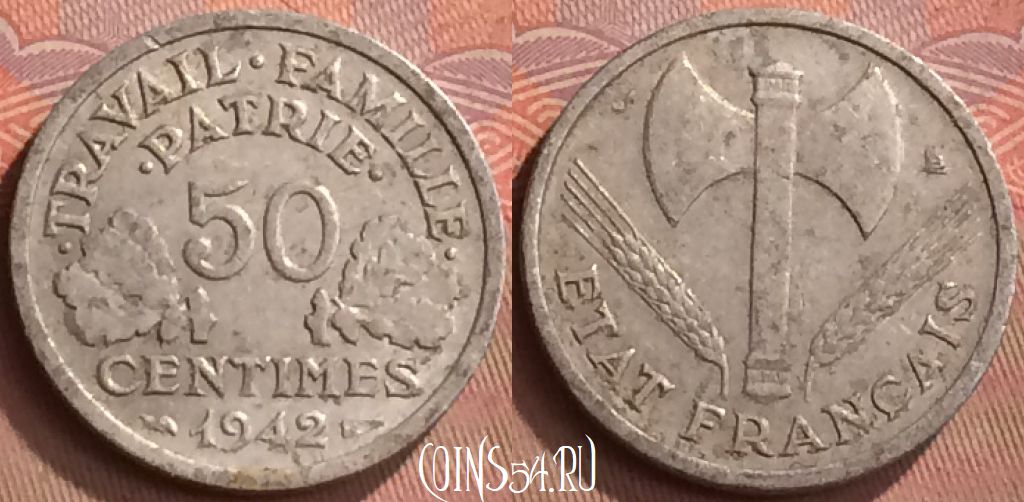 ·TRAVAIL·FAMILLE·
·PATRIE·
50
CENTIMES
1942
ETAT FRANÇAIS
COINS54.RU